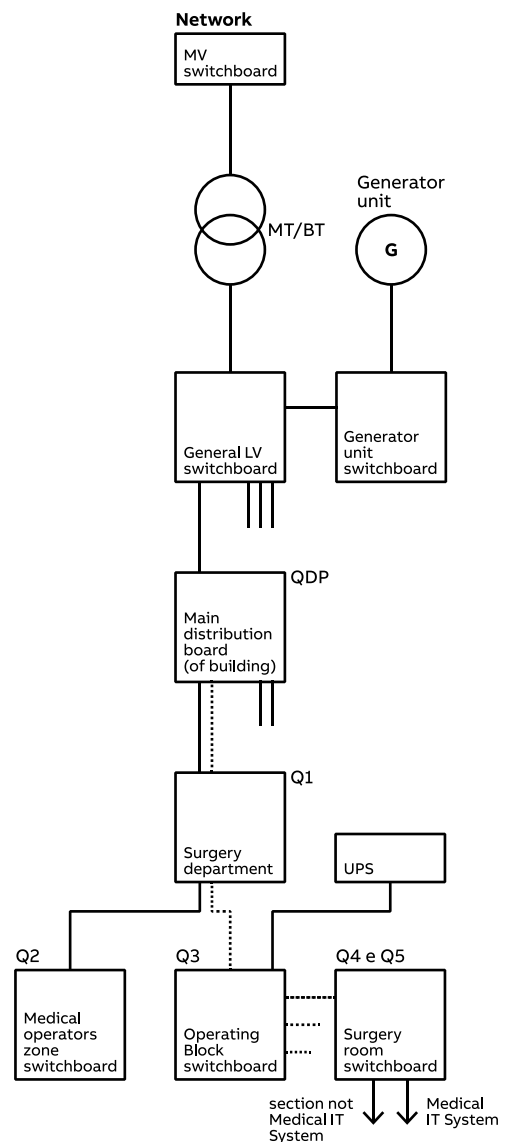 Network
MV
switchboard
MT/BT
Generator
unit
G
General LV
switchboard
Generator
unit
switchboard
QDP
Main
distribution
board
(of building)
Q1
Surgery
department
UPS
Q2
Medical
operators
zone
switchboard
Q3
Operating
Block
switchboard
Q4 e Q5
Surgery
room
switchboard
section not
Medical IT
System
Medical
IT System